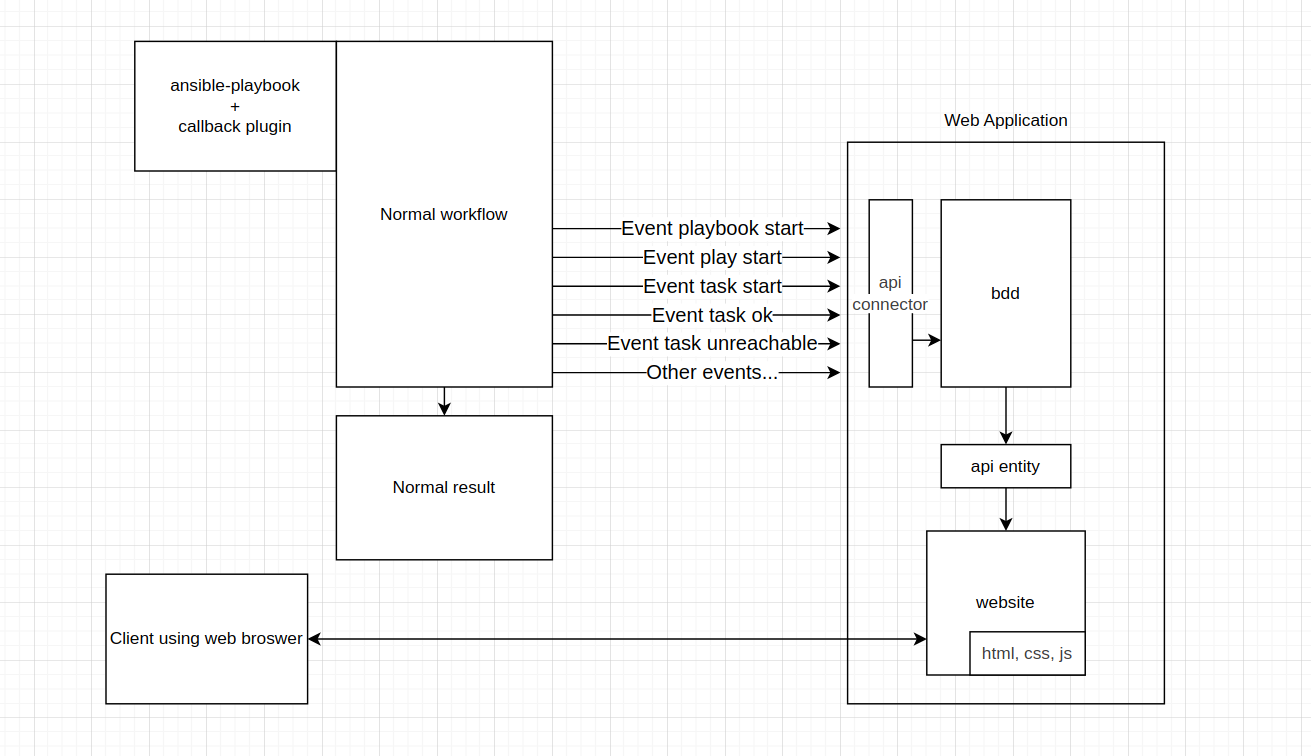 ansible-playbook
+
callback plugin
Normal workflow
Web Application
Event playbook start
Event play start
Event task start
Event task ok
Event task unreachable
Other events...
api
connector
bdd
Normal result
api entity
website
html, css, js
Client using web broswer